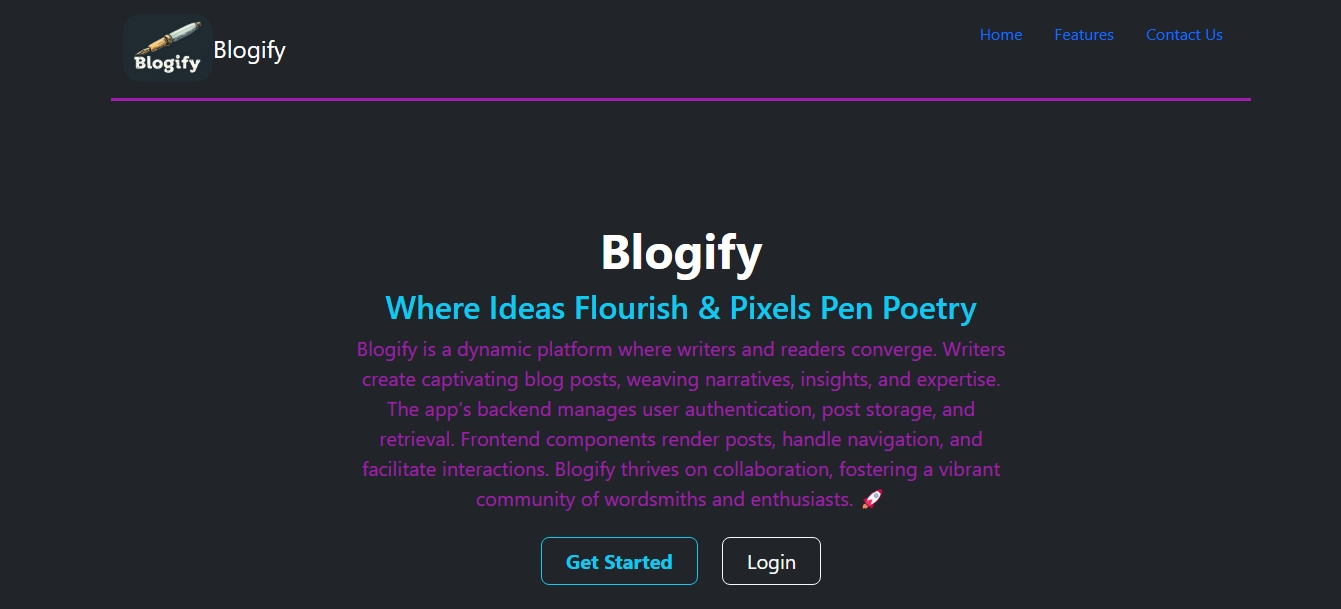 Blogify
Blogify
Home Features Contact Us
Blogify
Where Ideas Flourish & Pixels Pen Poetry
Blogify is a dynamic platform where writers and readers converge. Writers
create captivating blog posts, weaving narratives, insights, and expertise.
The app's backend manages user authentication, post storage, and
retrieval. Frontend components render posts, handle navigation, and
facilitate interactions. Blogify thrives on collaboration, fostering a vibrant
community of wordsmiths and enthusiasts. 🚀
Get Started Login